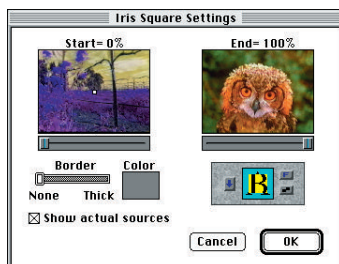 Iris Square Settings
Start= 0% End= 100%
Border Color
None Thick
Show actual sources
Cancel OK